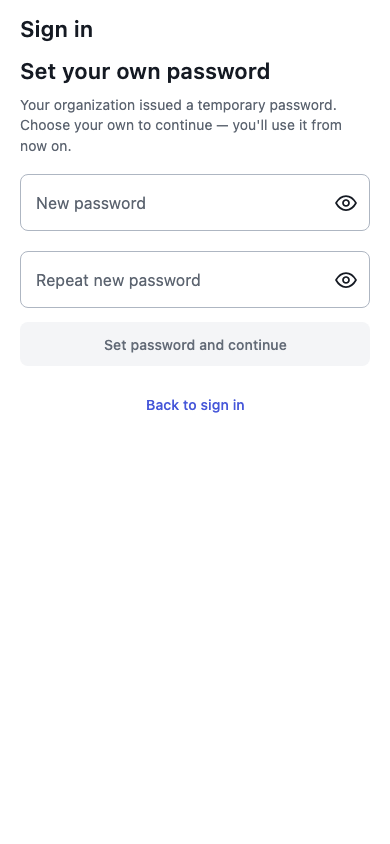 Sign in
Set your own password
Your organization issued a temporary password.
Choose your own to continue — you'll use it from
now on.
New password
Repeat new password
Set password and continue
Back to sign in